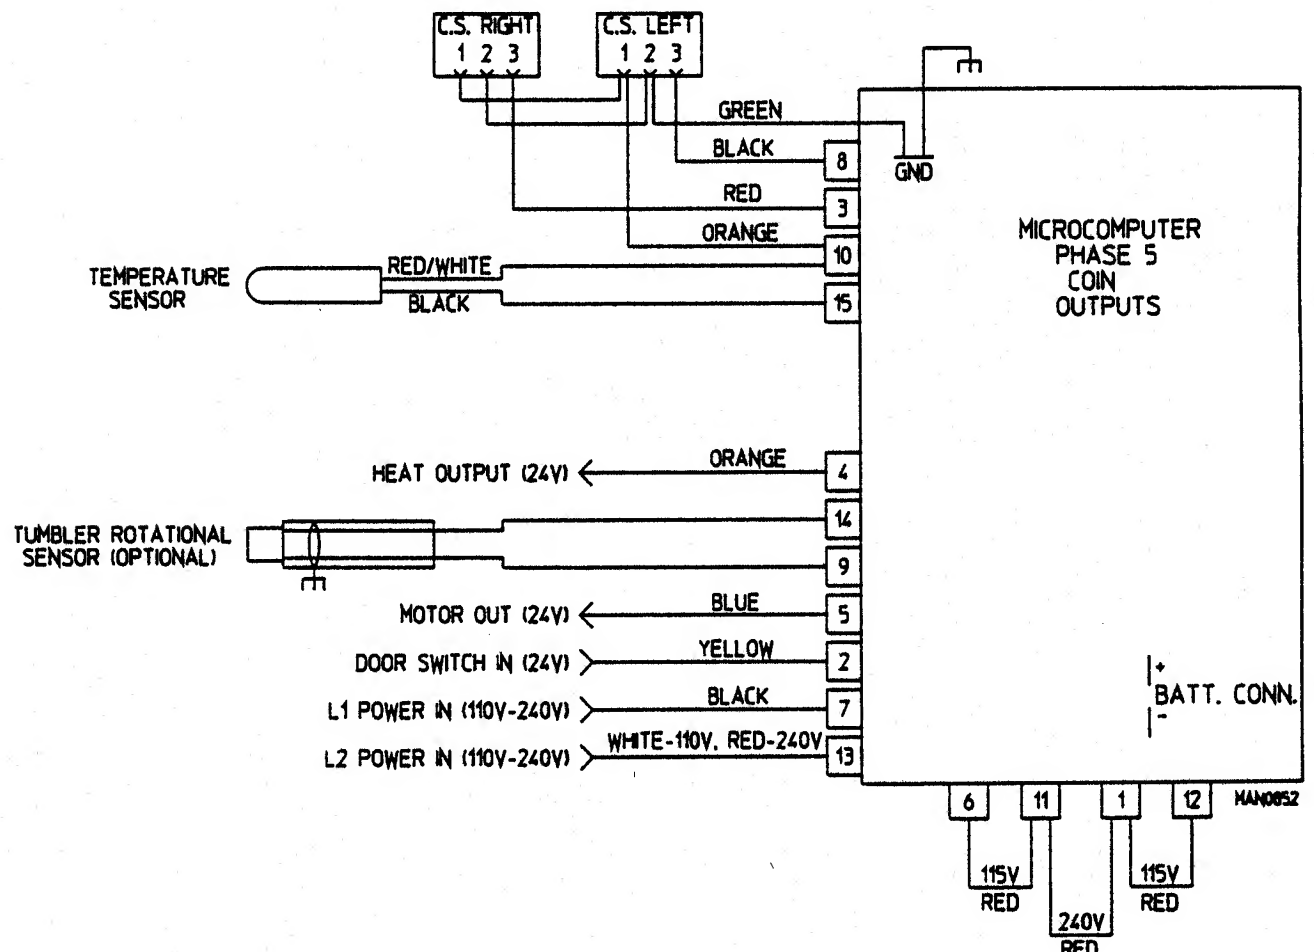 C.S. RIGHT
1 2 3
C.S. LEFT
1 2 3
GREEN
BLACK
8
GND
RED
3
ORANGE
10
MICROCOMPUTER
PHASE 5
COIN
OUTPUTS
TEMPERATURE
SENSOR
RED/WHITE
BLACK
15
HEAT OUTPUT (24V)
ORANGE
4
14
TUMBLER ROTATIONAL
SENSOR (OPTIONAL)
9
MOTOR OUT (24V)
BLUE
5
DOOR SWITCH IN (24V)
YELLOW
2
L1 POWER IN (110V-240V)
BLACK
7
L2 POWER IN (110V-240V)
WHITE-110V, RED-240V
13
+
BATT. CONN.
-
6
11
1
12
MAN0852
115V
RED
240V
RED
115V
RED